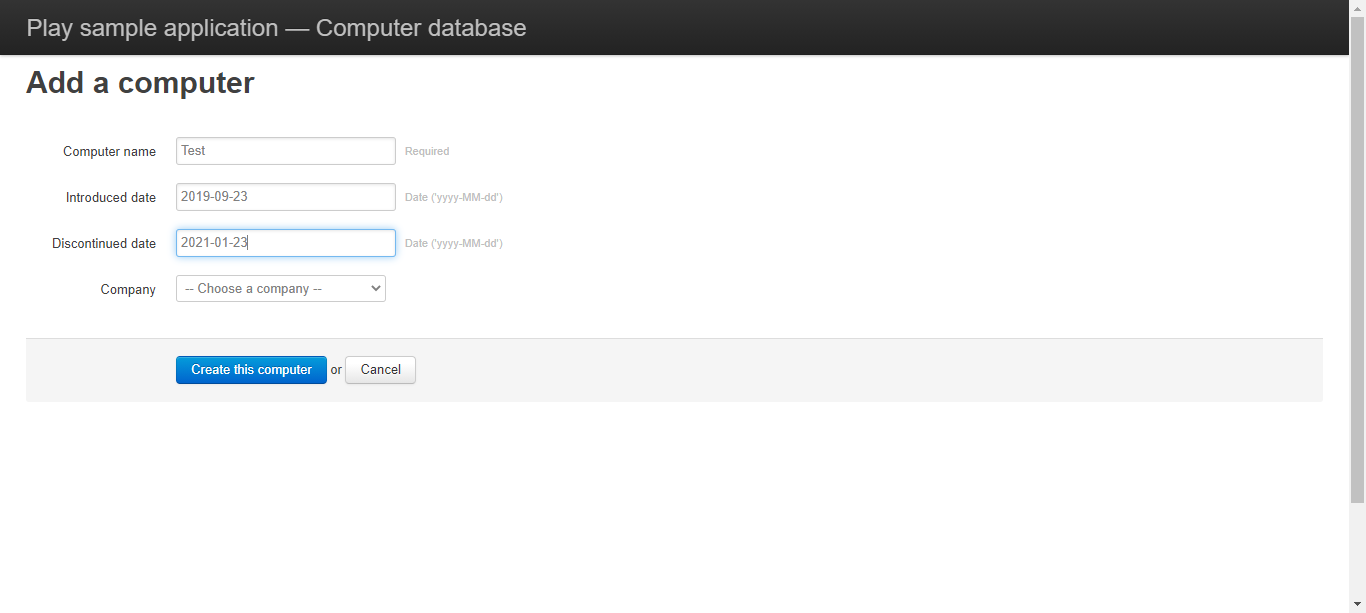 Play sample application — Computer database
Add a computer
Computer name Test Required
Introduced date 2019-09-23 Date ('yyyy-MM-dd')
Discontinued date 2021-01-23 Date ('yyyy-MM-dd')
Company -- Choose a company --
Create this computer or Cancel